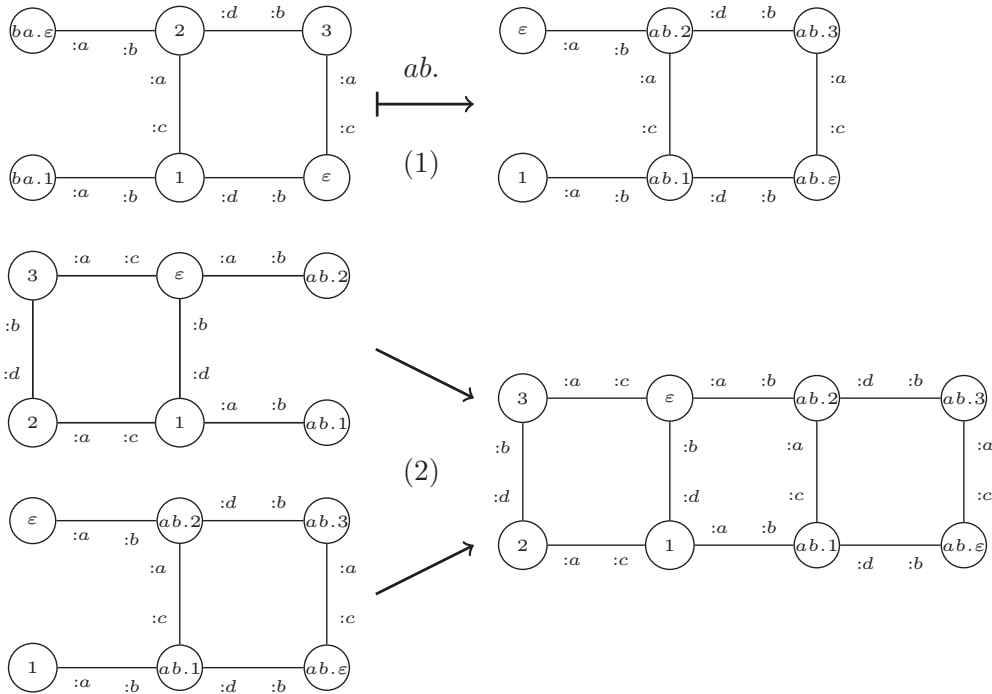 ba.ε :a :b 2 :d :b 3 ε :a :b ab.2 :d :b ab.3
:a :a ab. :a :a
:c :c :c :c
ba.1 :a :b 1 :d :b ε (1) 1 :a :b ab.1 :d :b ab.ε
3 :a :c ε :a :b ab.2
:b :b
:d :d
2 :a :c 1 :a :b ab.1
3 :a :c ε :a :b ab.2 :d :b ab.3
:b :b :a :a
(2)
:d :d :c :c
2 :a :c 1 :a :b ab.1 :d :b ab.ε
ε :a :b ab.2 :d :b ab.3
:a :a
:c :c
1 :a :b ab.1 :d :b ab.ε